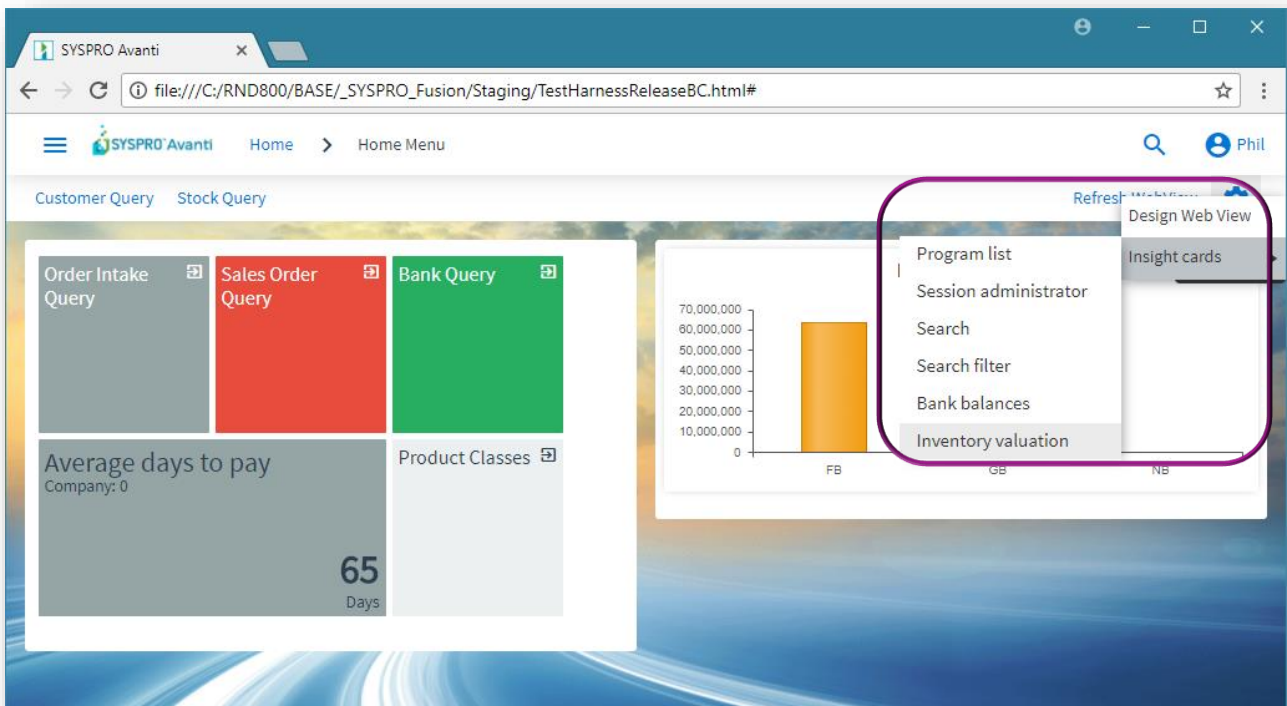 SYSPRO Avanti
file:///C:/RND800/BASE/_SYSPRO_Fusion/Staging/TestHarnessReleaseBC.html#
SYSPRO Avanti Home Home Menu Phil
Customer Query Stock Query Refresh WebView
Design Web View
Insight cards
Program list
Session administrator
Search
Search filter
Bank balances
Inventory valuation
Order Intake
Query
Sales Order
Query
Bank Query
Average days to pay
Company: 0
65
Days
Product Classes
70,000,000
60,000,000
50,000,000
40,000,000
30,000,000
20,000,000
10,000,000
0
FB GB NB